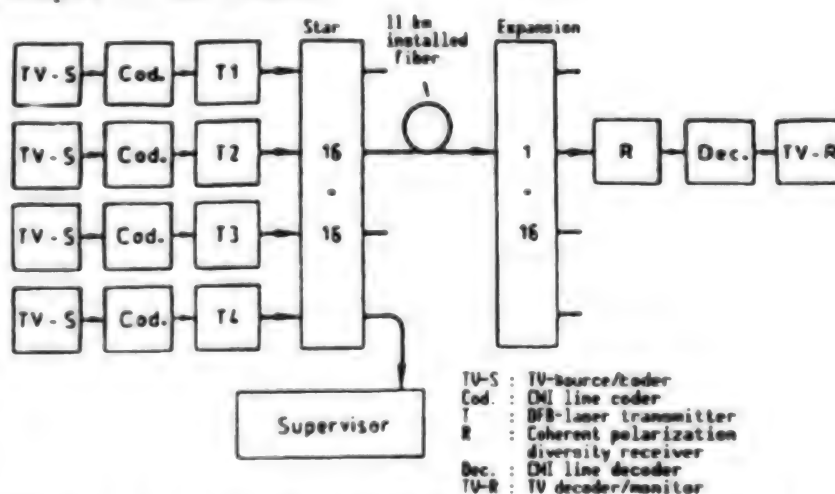 Star
11 km
installed
fiber
Expansion
TV-S Cod. T1
TV-S Cod. T2 16 1 R Dec. TV-R
- -
TV-S Cod. T3 16 16
TV-S Cod. T4
Supervisor
TV-S : TV-source/coder
Cod. : CMI line coder
T : DFB-laser transmitter
R : Coherent polarization
diversity receiver
Dec. : CMI line decoder
TV-R : TV decoder/monitor